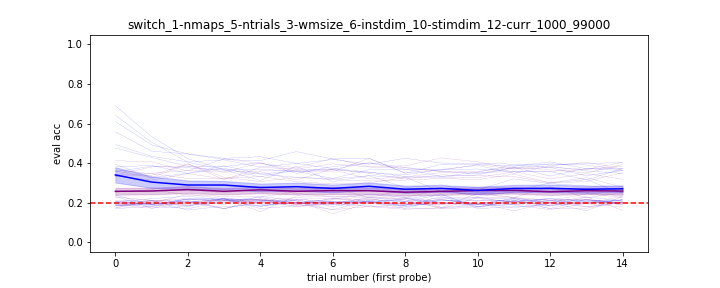 switch_1-nmaps_5-ntrials_3-wmsize_6-instdim_10-stimdim_12-curr_1000_99000
1.0
0.8
0.6
0.4
0.2
0.0
eval acc
0 2 4 6 8 10 12 14
trial number (first probe)